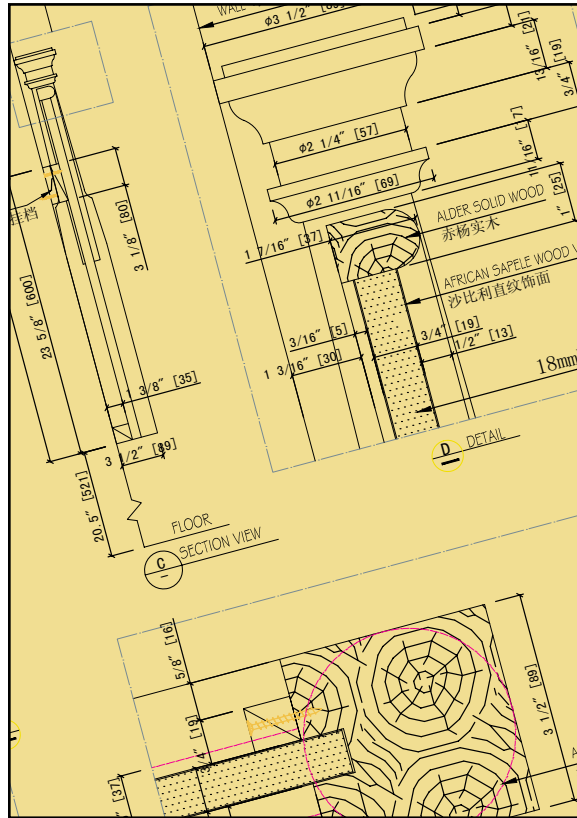 WALL
φ3 1/2"
13/16" [21]
3/4" [19]
φ2 1/4" [57]
11/16" [17]
φ2 11/16" [69]
1" [25]
ALDER SOLID WOOD
赤杨实木
1 7/16" [37]
AFRICAN SAPELE WOOD V
沙比利直纹饰面
3/16" [5]
3/4" [19]
1/2" [13]
1 3/16" [30]
18mm
D
DETAIL
挂档
3 1/8" [80]
23 5/8" [600]
3/8" [35]
3 1/2" [89]
20.5" [521]
FLOOR
C
SECTION VIEW
5/8" [16]
3/4" [19]
3 1/2" [89]
[37]
A